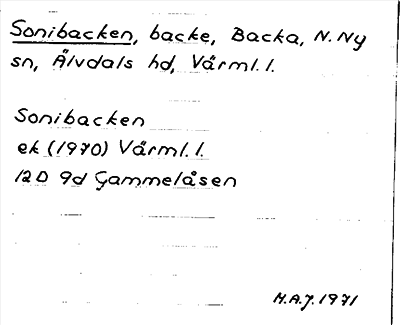 Sonibacken, backe, Backa, N. Ny
sn, Älvdals hd, Värml. l.
Sonibacken
ek (1970) Värml. l.
12D 9d Gammelåsen
H.A.J. 1971